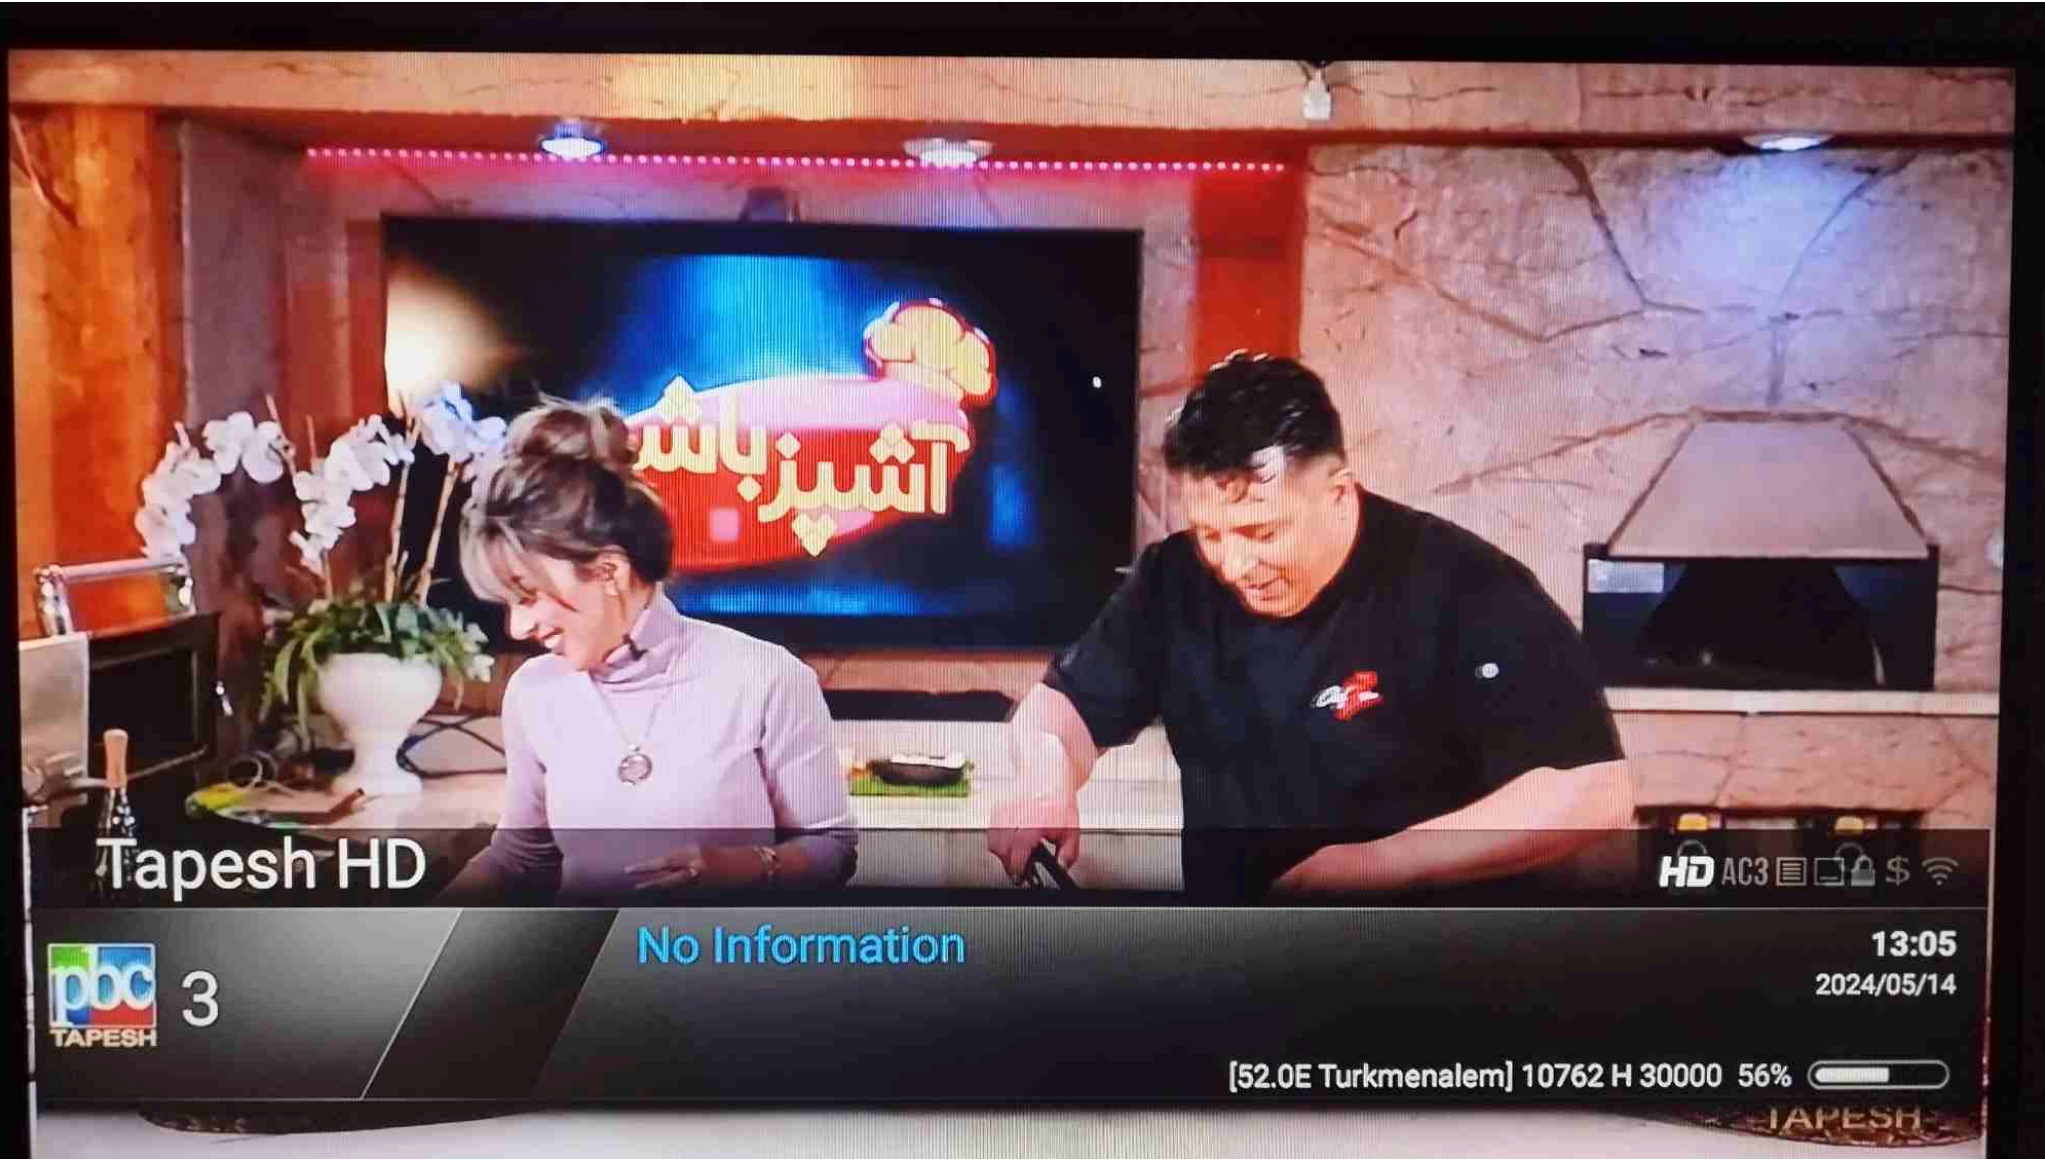 آشپزباش
Tapesh HD
HD AC3 $
pbc
TAPESH
3
No Information
13:05
2024/05/14
[52.0E Turkmenalem] 10762 H 30000 56%
TAPESH